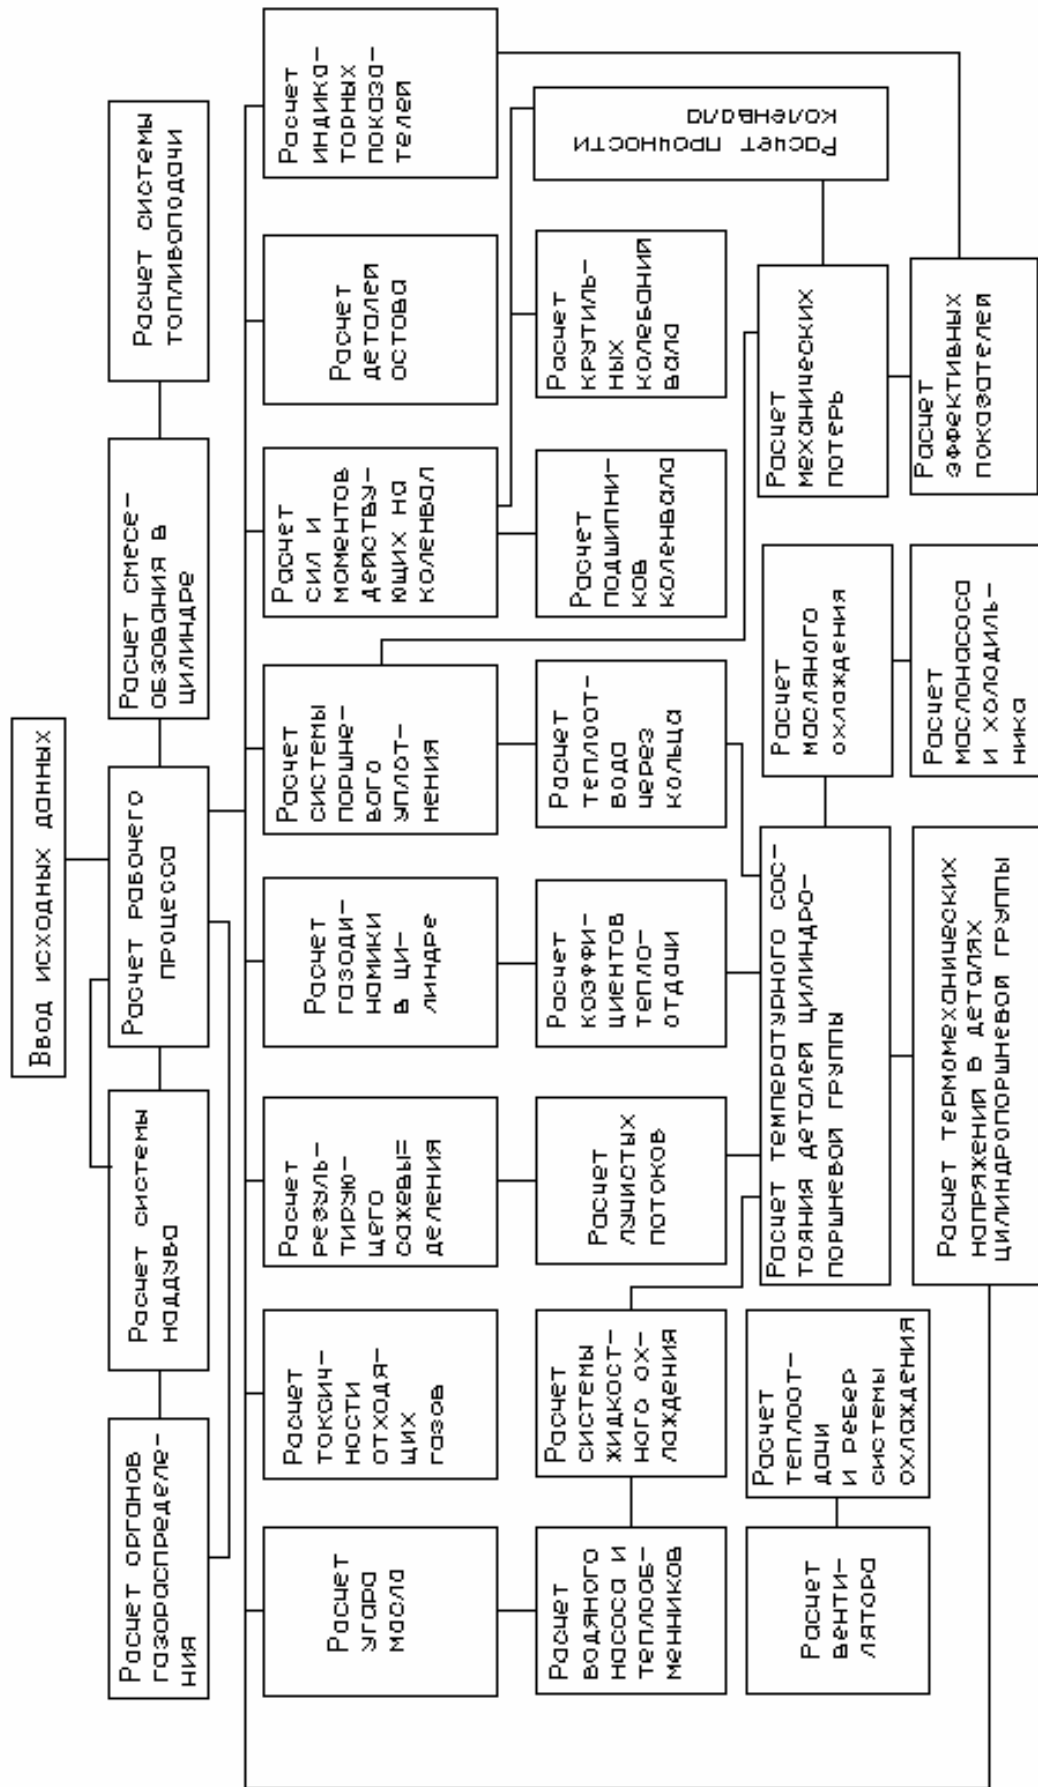 Ввод исходных данных
Расчет органов
газораспределе-
ния
Расчет системы
наддува
Расчет рабочего
процесса
Расчет смесе-
обзования в
цилиндре
Расчет системы
топливоподачи
Расчет
угара
масла
Расчет
токсич-
ности
отходя-
щих
газов
Расчет
резуль-
тирую-
щего
сажевы=
деления
Расчет
газоди-
намики
в ци-
линдре
Расчет
системы
поршне-
вого
уплот-
нения
Расчет
сил и
моментов
действу-
ющих на
коленвал
Расчет
деталей
остова
Расчет
индика-
торных
показа-
телей
Расчет
водяного
насоса и
теплооб-
менников
Расчет
системы
жидкост-
ного ох-
лаждения
Расчет
лучистых
потоков
Расчет
коэффи-
циентов
тепло-
отдачи
Расчет
теплоот-
вода
через
кольца
Расчет
подшипни-
ков
коленвала
Расчет
крутиль-
ных
колебаний
вала
Расчет прочности
коленвала
Расчет
венти-
лятора
Расчет
теплоот-
дачи
и ребер
системы
охлаждения
Расчет температурного сос-
тояния деталей цилиндро-
поршневой группы
Расчет
масляного
охлаждения
Расчет
механических
потерь
Расчет термомеханических
напряжений в деталях
цилиндропоршневой группы
Расчет
маслонасоса
и холодиль-
ника
Расчет
эффективных
показателей